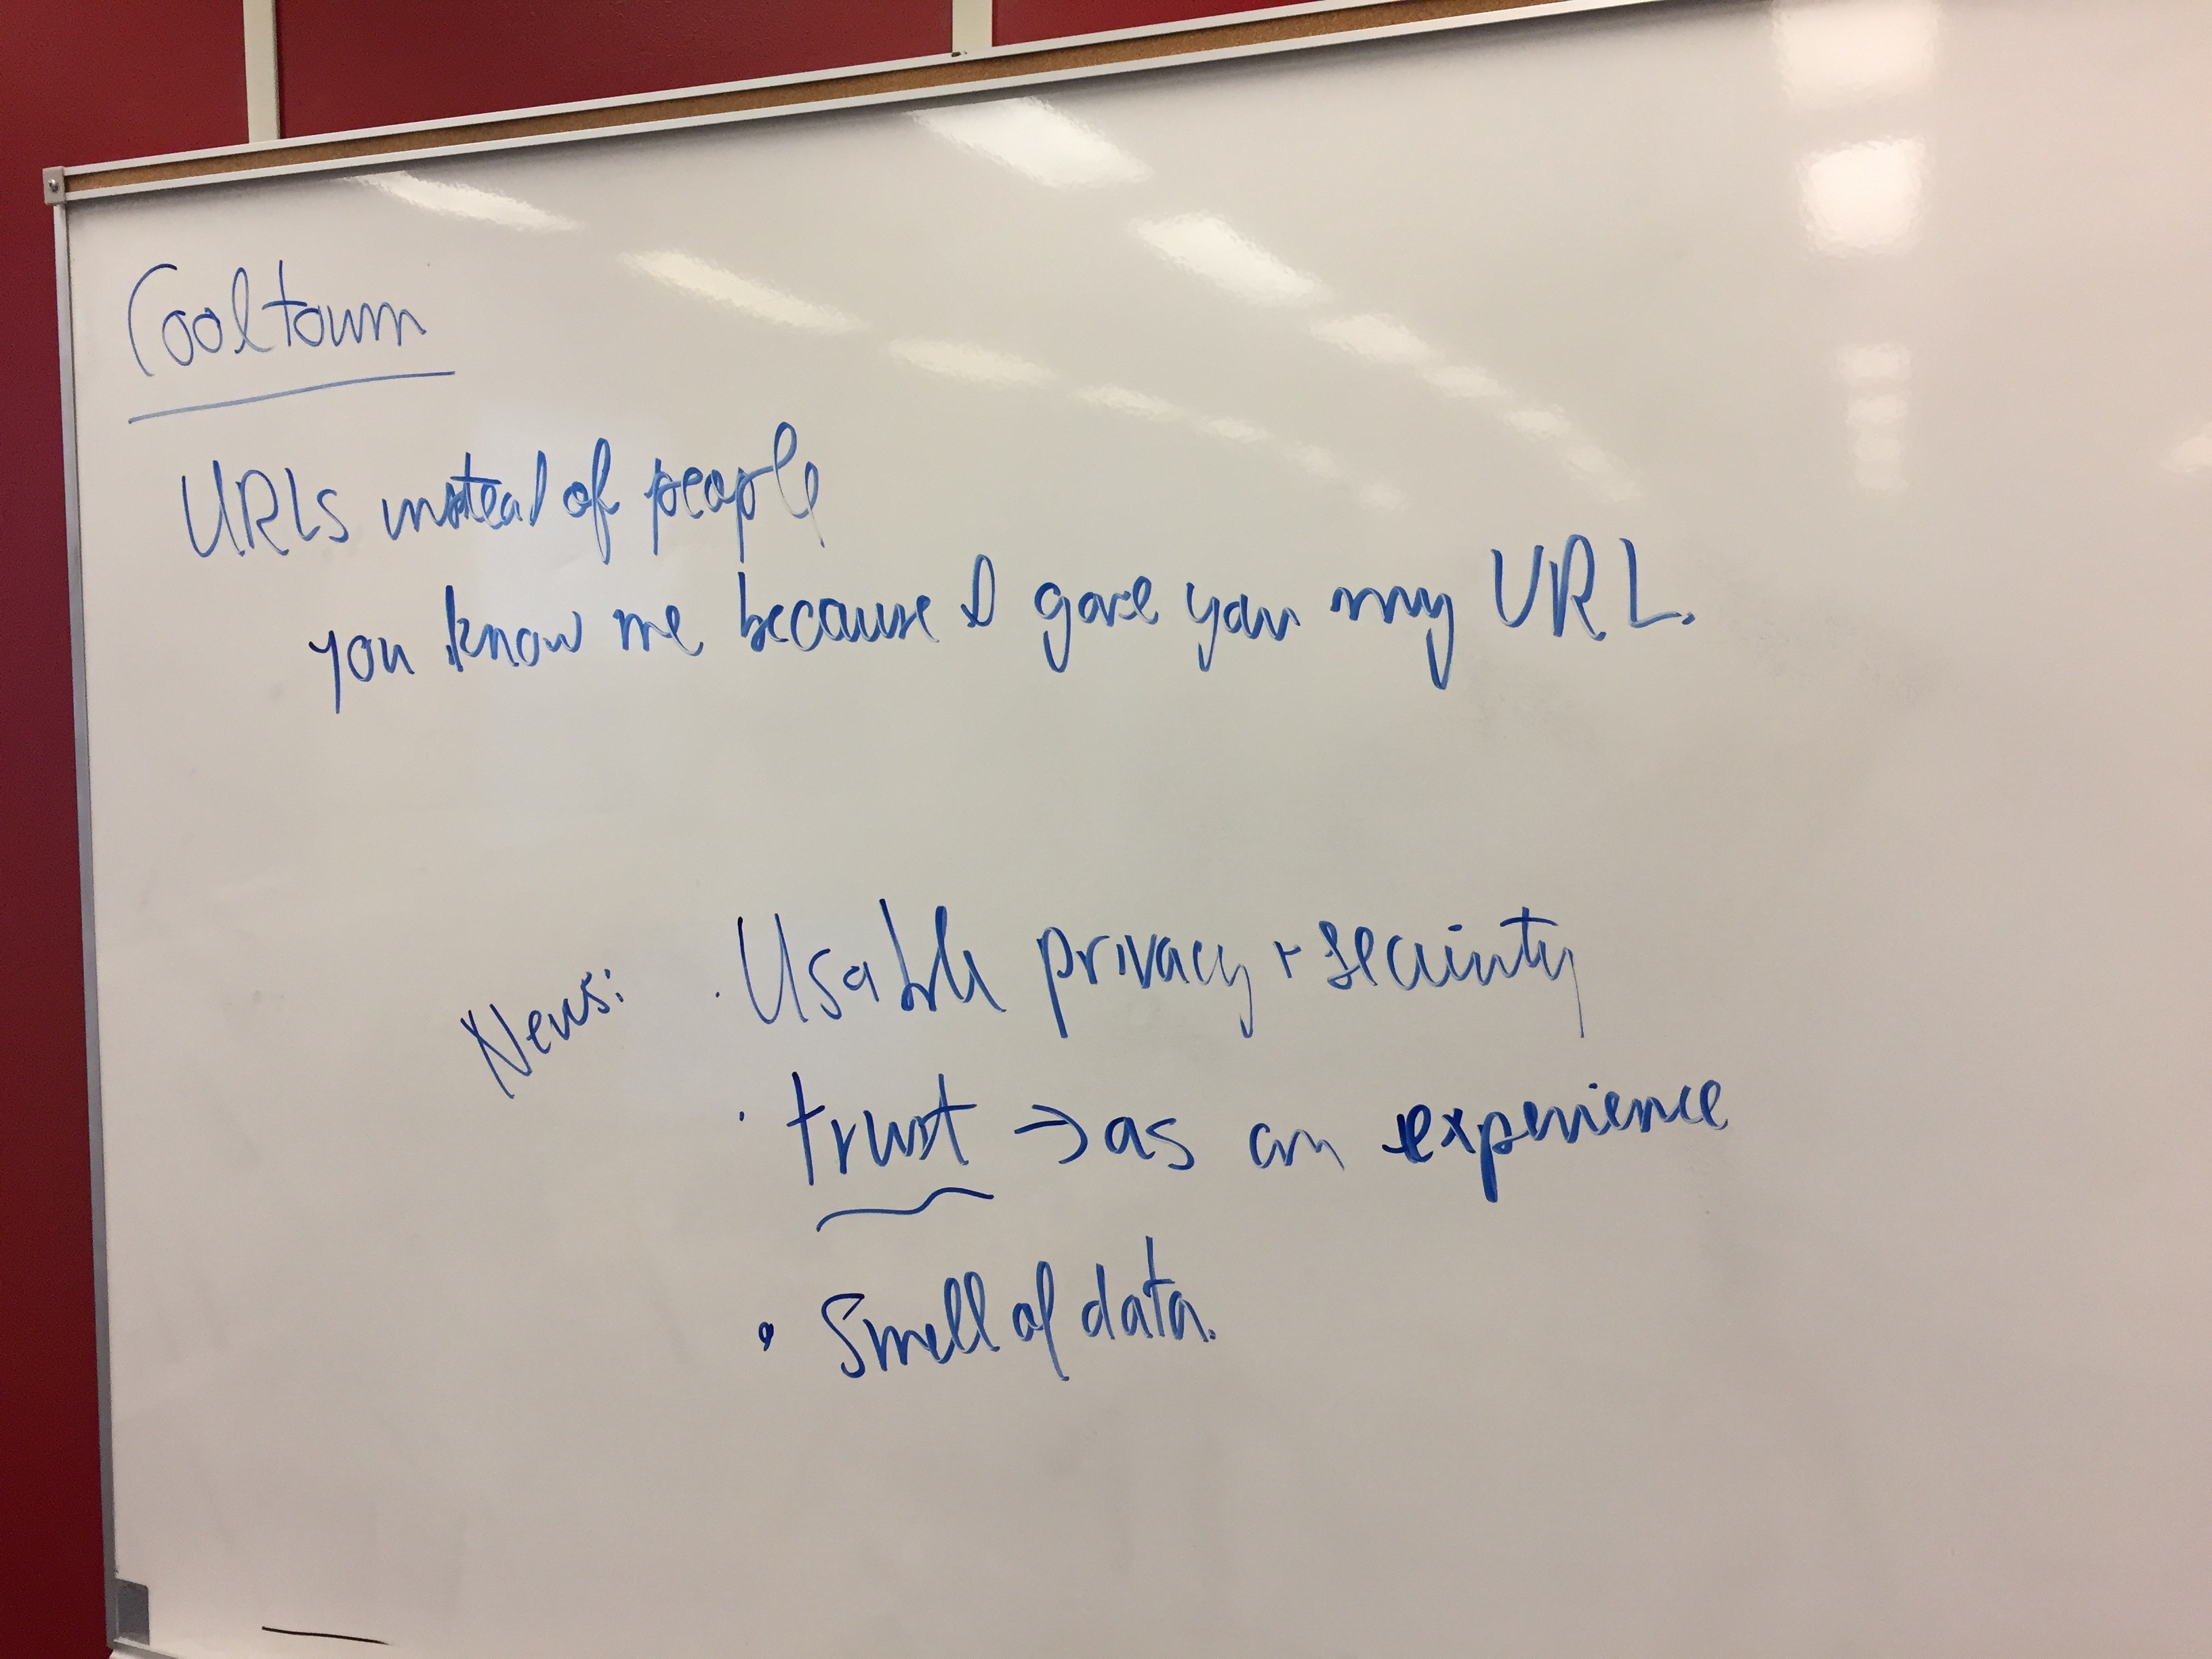 Cooltown
URLs instead of people
you know me because I gave you my URL.
News: · Usable privacy + security
· trust → as an experience
• Smell of data.